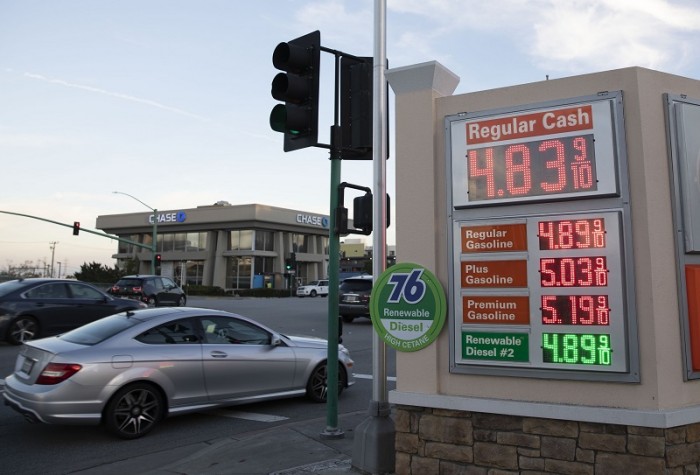 CHASE
CHASE
76
Renewable
Diesel
HIGH CETANE
Regular Cash
4.83 9/10
Regular
Gasoline
4.89 9/10
Plus
Gasoline
5.03 9/10
Premium
Gasoline
5.19 9/10
Renewable
Diesel #2
4.89 9/10